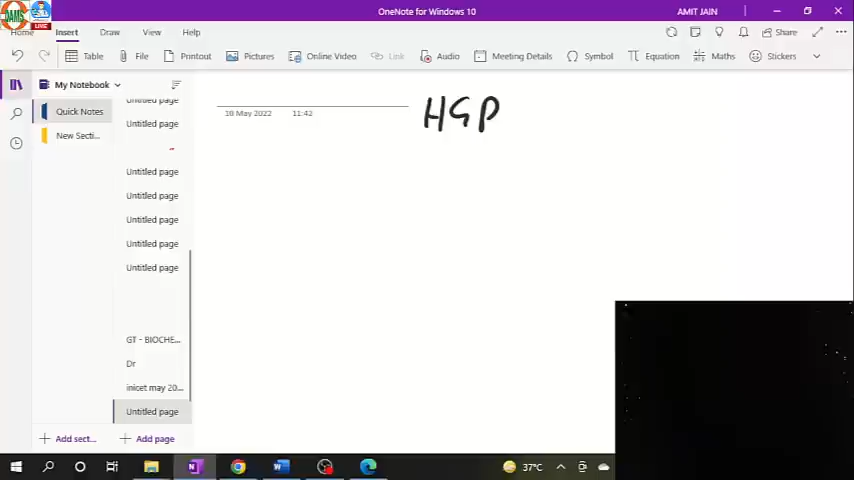 DAMS
LIVE
OneNote for Windows 10
AMIT JAIN
Home Insert Draw View Help
Share
Table File Printout Pictures Online Video Link Audio Meeting Details Symbol Equation Maths Stickers
My Notebook
Quick Notes
New Secti...
Untitled page
Untitled page
Untitled page
Untitled page
Untitled page
Untitled page
Untitled page
GT - BIOCHE...
Dr
inicet may 20...
Untitled page
Add sect...
Add page
10 May 2022 11:42
HGP
37°C